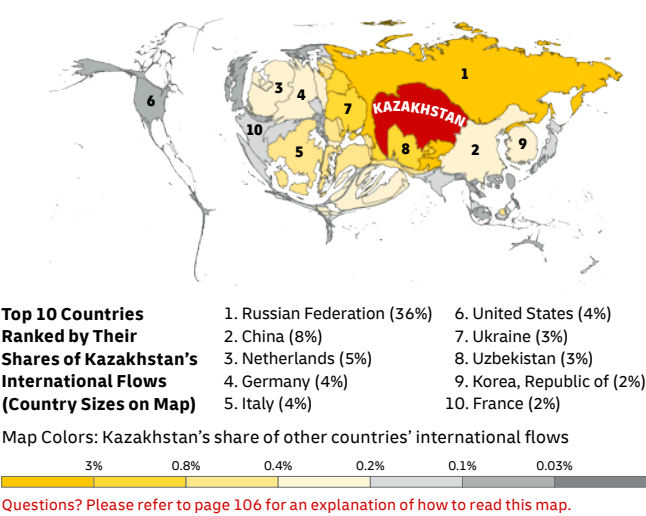 1
6
3
4
7
KAZAKHSTAN
10
5
8
2
9
Top 10 Countries
Ranked by Their
Shares of Kazakhstan's
International Flows
(Country Sizes on Map)
1. Russian Federation (36%)
2. China (8%)
3. Netherlands (5%)
4. Germany (4%)
5. Italy (4%)
6. United States (4%)
7. Ukraine (3%)
8. Uzbekistan (3%)
9. Korea, Republic of (2%)
10. France (2%)
Map Colors: Kazakhstan's share of other countries' international flows
3% 0.8% 0.4% 0.2% 0.1% 0.03%
Questions? Please refer to page 106 for an explanation of how to read this map.